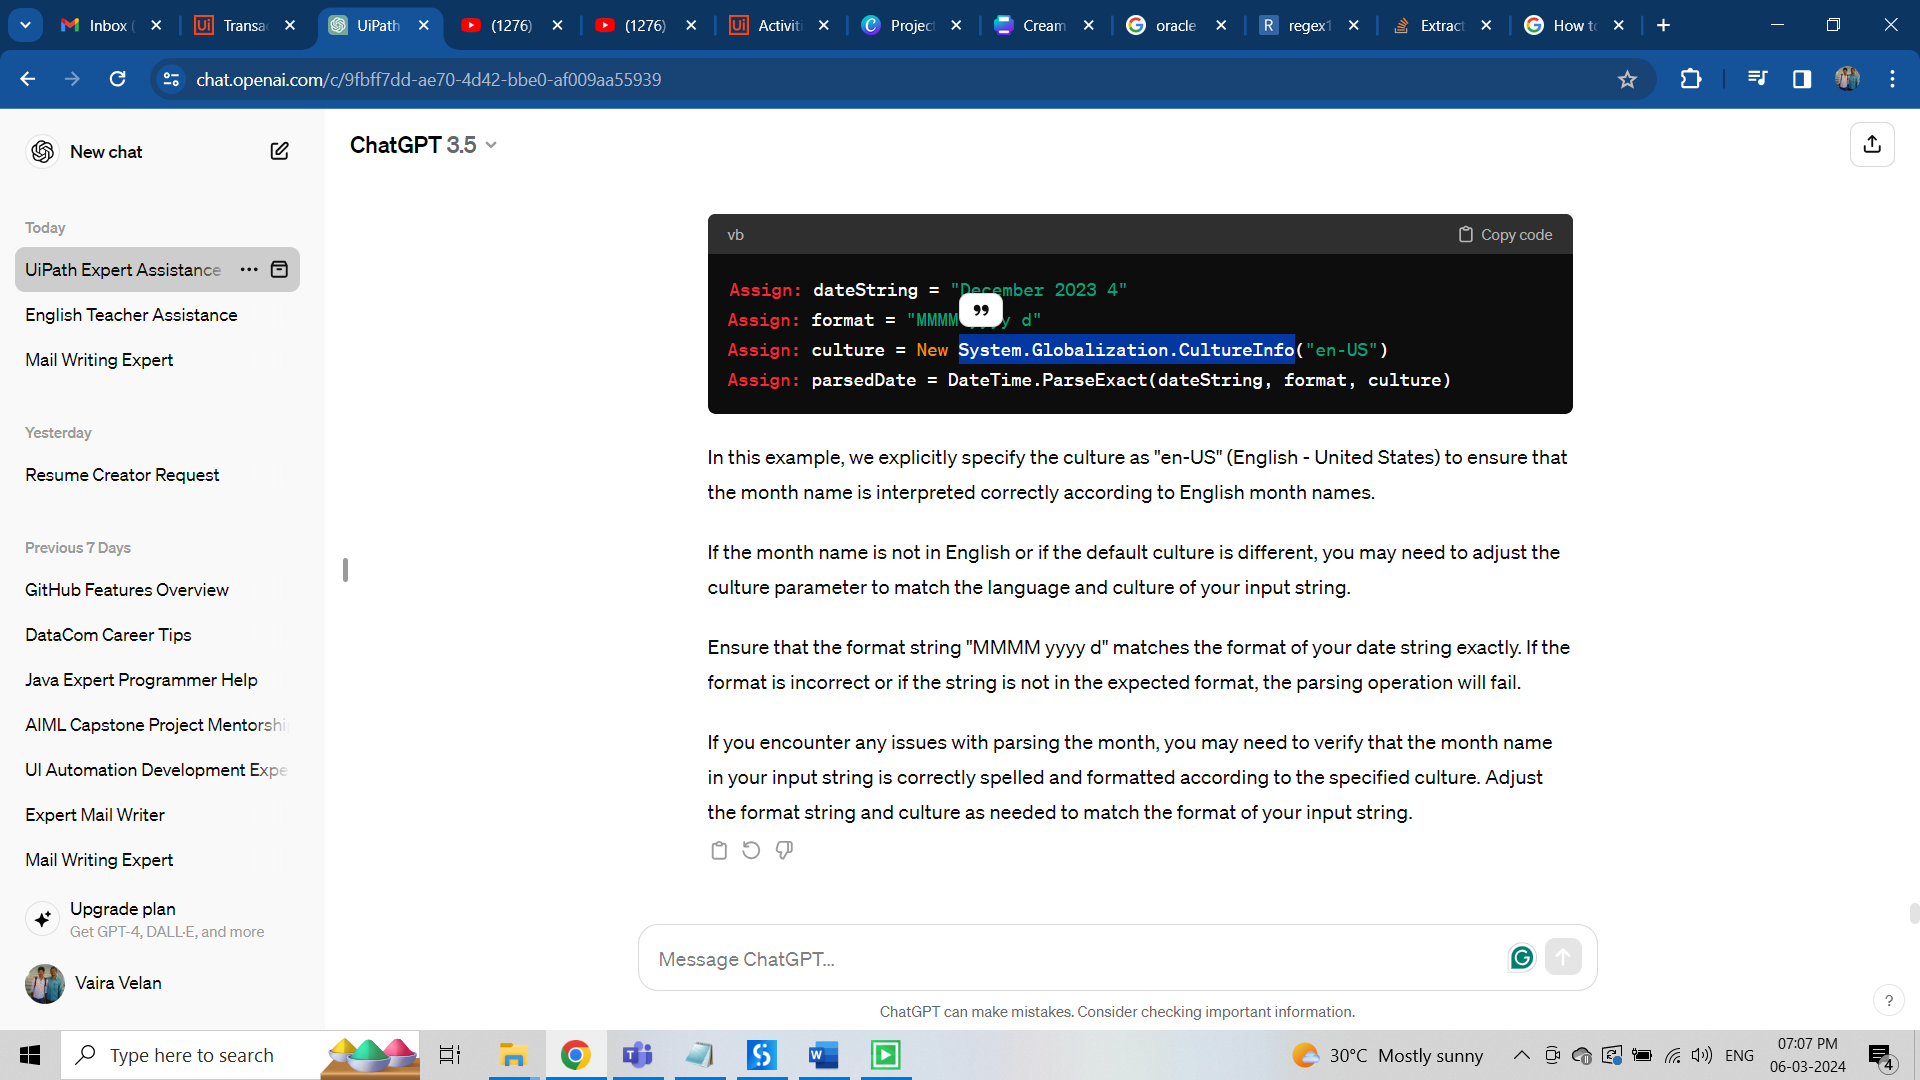 Inbox (
Transa
UiPath
(1276)
(1276)
Activiti
Project
Cream
oracle
regex1
Extract
How to
chat.openai.com/c/9fbff7dd-ae70-4d42-bbe0-af009aa55939
New chat
ChatGPT 3.5
Today
UiPath Expert Assistance
English Teacher Assistance
Mail Writing Expert
Yesterday
Resume Creator Request
Previous 7 Days
GitHub Features Overview
DataCom Career Tips
Java Expert Programmer Help
AIML Capstone Project Mentorshi
UI Automation Development Expe
Expert Mail Writer
Mail Writing Expert
Upgrade plan
Get GPT-4, DALL·E, and more
Vaira Velan
vb
Copy code
Assign: dateString = "December 2023 4"
Assign: format = "MMMM yyyy d"
Assign: culture = New System.Globalization.CultureInfo("en-US")
Assign: parsedDate = DateTime.ParseExact(dateString, format, culture)
In this example, we explicitly specify the culture as "en-US" (English - United States) to ensure that
the month name is interpreted correctly according to English month names.
If the month name is not in English or if the default culture is different, you may need to adjust the
culture parameter to match the language and culture of your input string.
Ensure that the format string "MMMM yyyy d" matches the format of your date string exactly. If the
format is incorrect or if the string is not in the expected format, the parsing operation will fail.
If you encounter any issues with parsing the month, you may need to verify that the month name
in your input string is correctly spelled and formatted according to the specified culture. Adjust
the format string and culture as needed to match the format of your input string.
Message ChatGPT...
ChatGPT can make mistakes. Consider checking important information.
?
Type here to search
30°C Mostly sunny
ENG
07:07 PM
06-03-2024
4